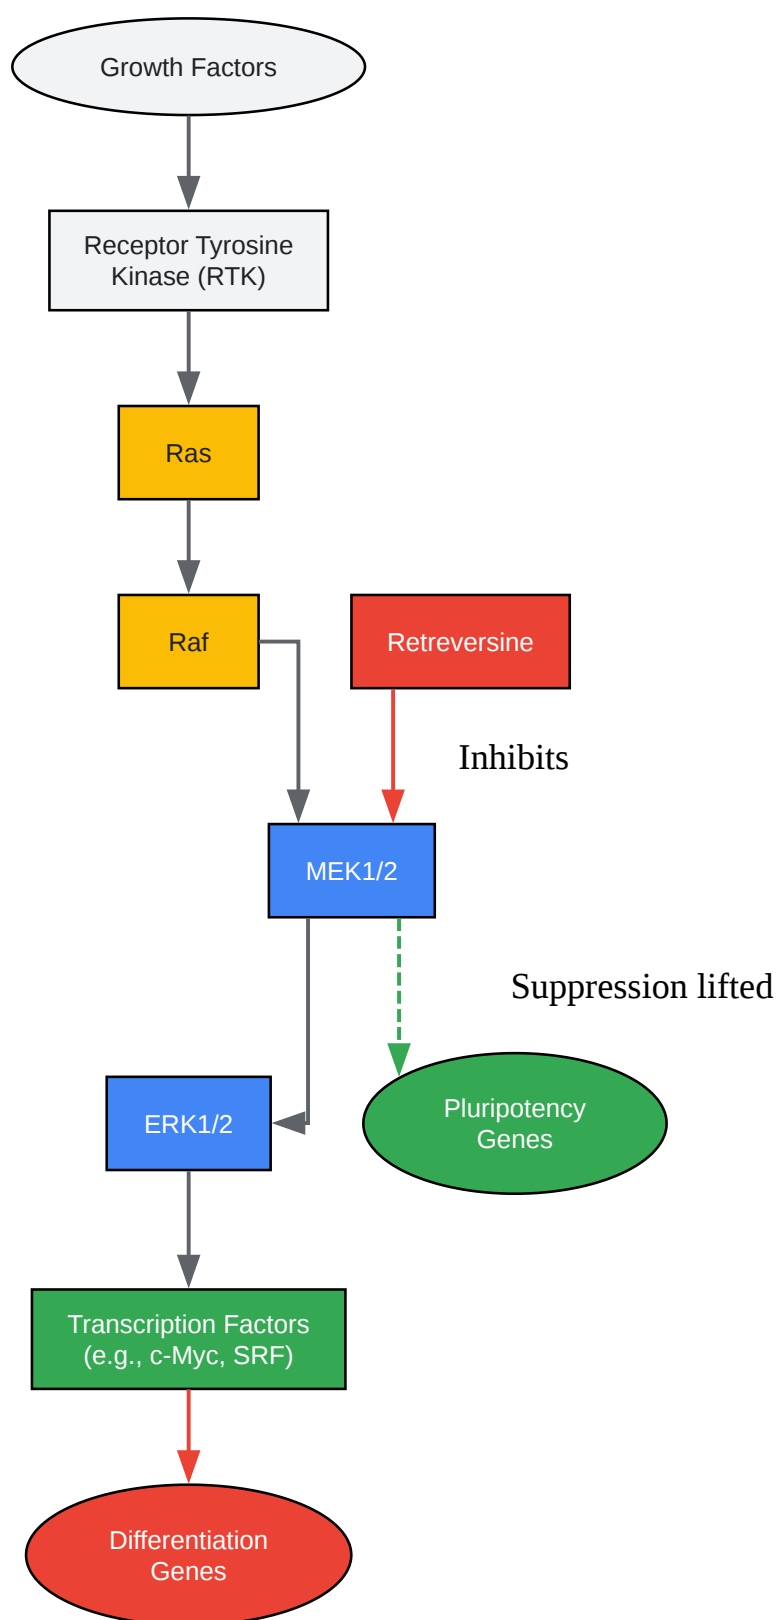 Growth Factors
Receptor Tyrosine
Kinase (RTK)
Ras
Raf
Retreversine
Inhibits
MEK1/2
Suppression lifted
ERK1/2
Pluripotency
Genes
Transcription Factors
(e.g., c-Myc, SRF)
Differentiation
Genes